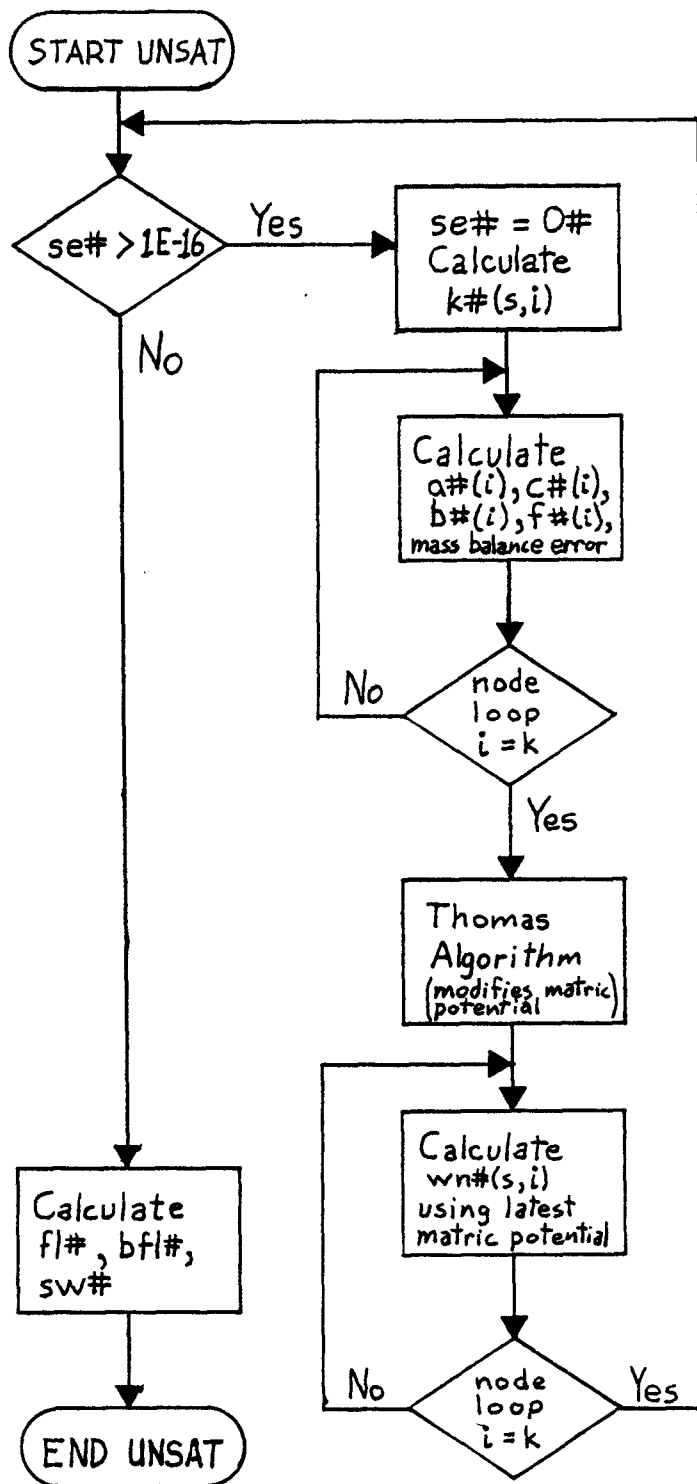 START UNSAT
se# > 1E-16
Yes
No
se# = 0#
Calculate
k#(s,i)
Calculate
a#(i), c#(i),
b#(i), f#(i),
mass balance error
No
node
loop
i = k
Yes
Thomas
Algorithm
(modifies matric
potential)
Calculate
wn#(s,i)
using latest
matric potential
No
node
loop
i = k
Yes
Calculate
fl#, bfl#,
sw#
END UNSAT